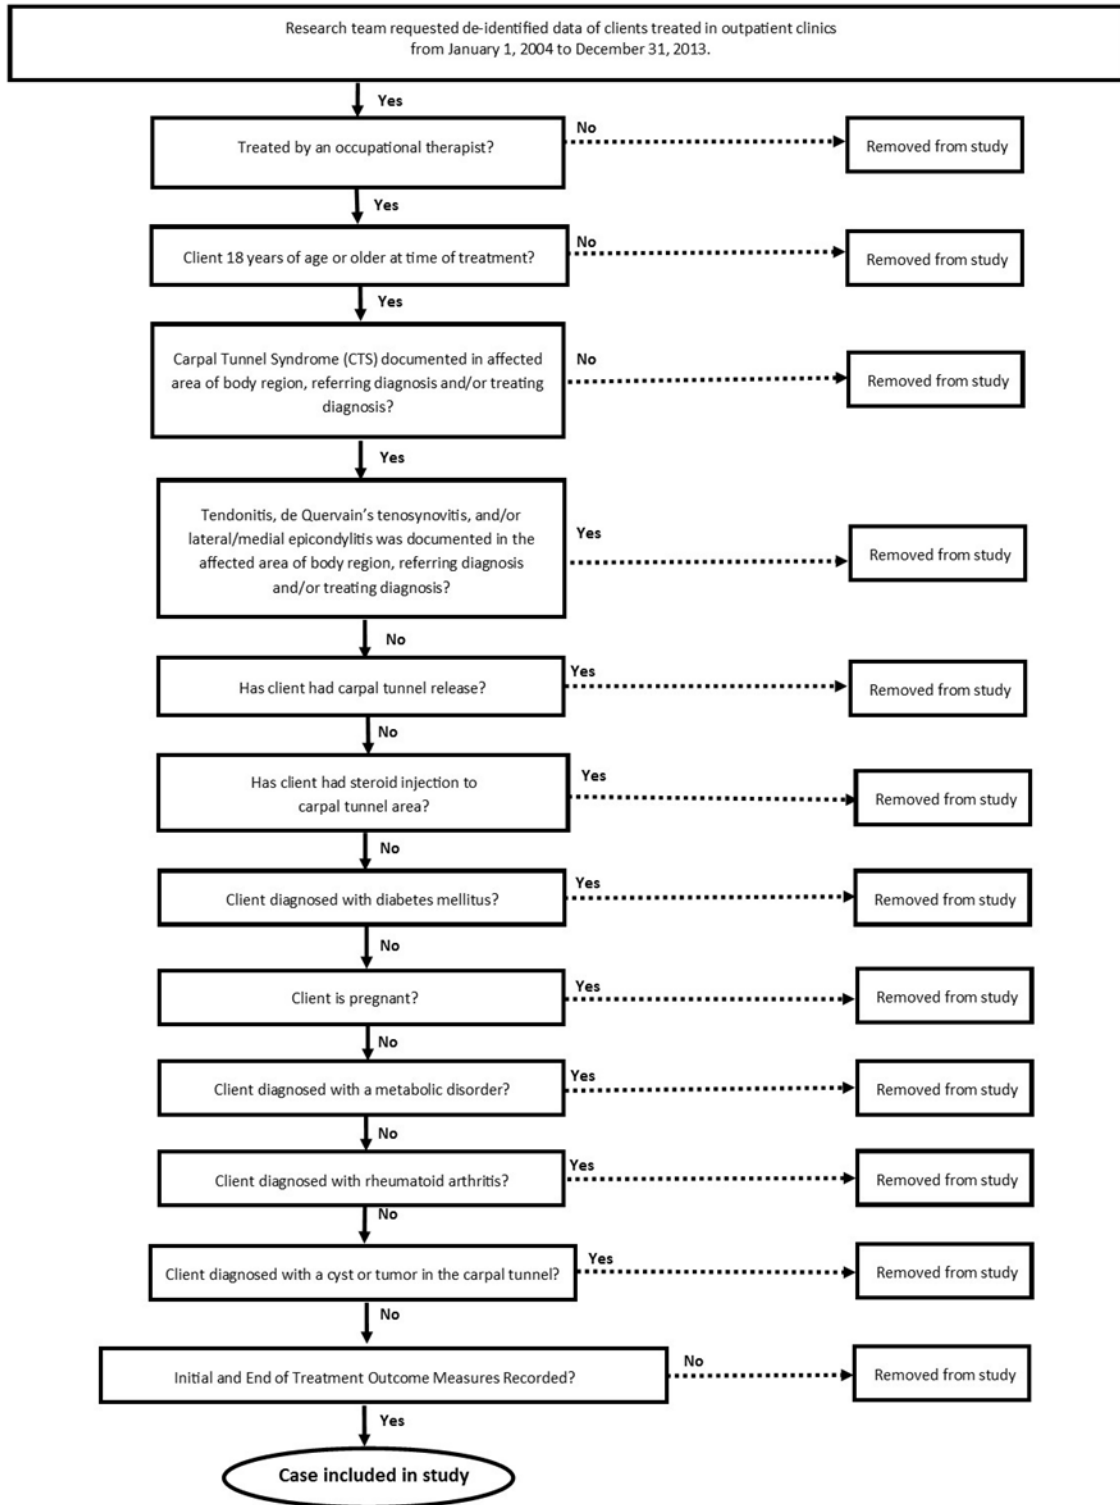 Research team requested de-identified data of clients treated in outpatient clinics
from January 1, 2004 to December 31, 2013.
Yes
Treated by an occupational therapist?
No
Removed from study
Yes
Client 18 years of age or older at time of treatment?
No
Removed from study
Yes
Carpal Tunnel Syndrome (CTS) documented in affected
area of body region, referring diagnosis and/or treating
diagnosis?
No
Removed from study
Yes
Tendonitis, de Quervain's tenosynovitis, and/or
lateral/medial epicondylitis was documented in the
affected area of body region, referring diagnosis
and/or treating diagnosis?
Yes
Removed from study
No
Has client had carpal tunnel release?
Yes
Removed from study
No
Has client had steroid injection to
carpal tunnel area?
Yes
Removed from study
No
Client diagnosed with diabetes mellitus?
Yes
Removed from study
No
Client is pregnant?
Yes
Removed from study
No
Client diagnosed with a metabolic disorder?
Yes
Removed from study
No
Client diagnosed with rheumatoid arthritis?
Yes
Removed from study
No
Client diagnosed with a cyst or tumor in the carpal tunnel?
Yes
Removed from study
No
Initial and End of Treatment Outcome Measures Recorded?
No
Removed from study
Yes
Case included in study